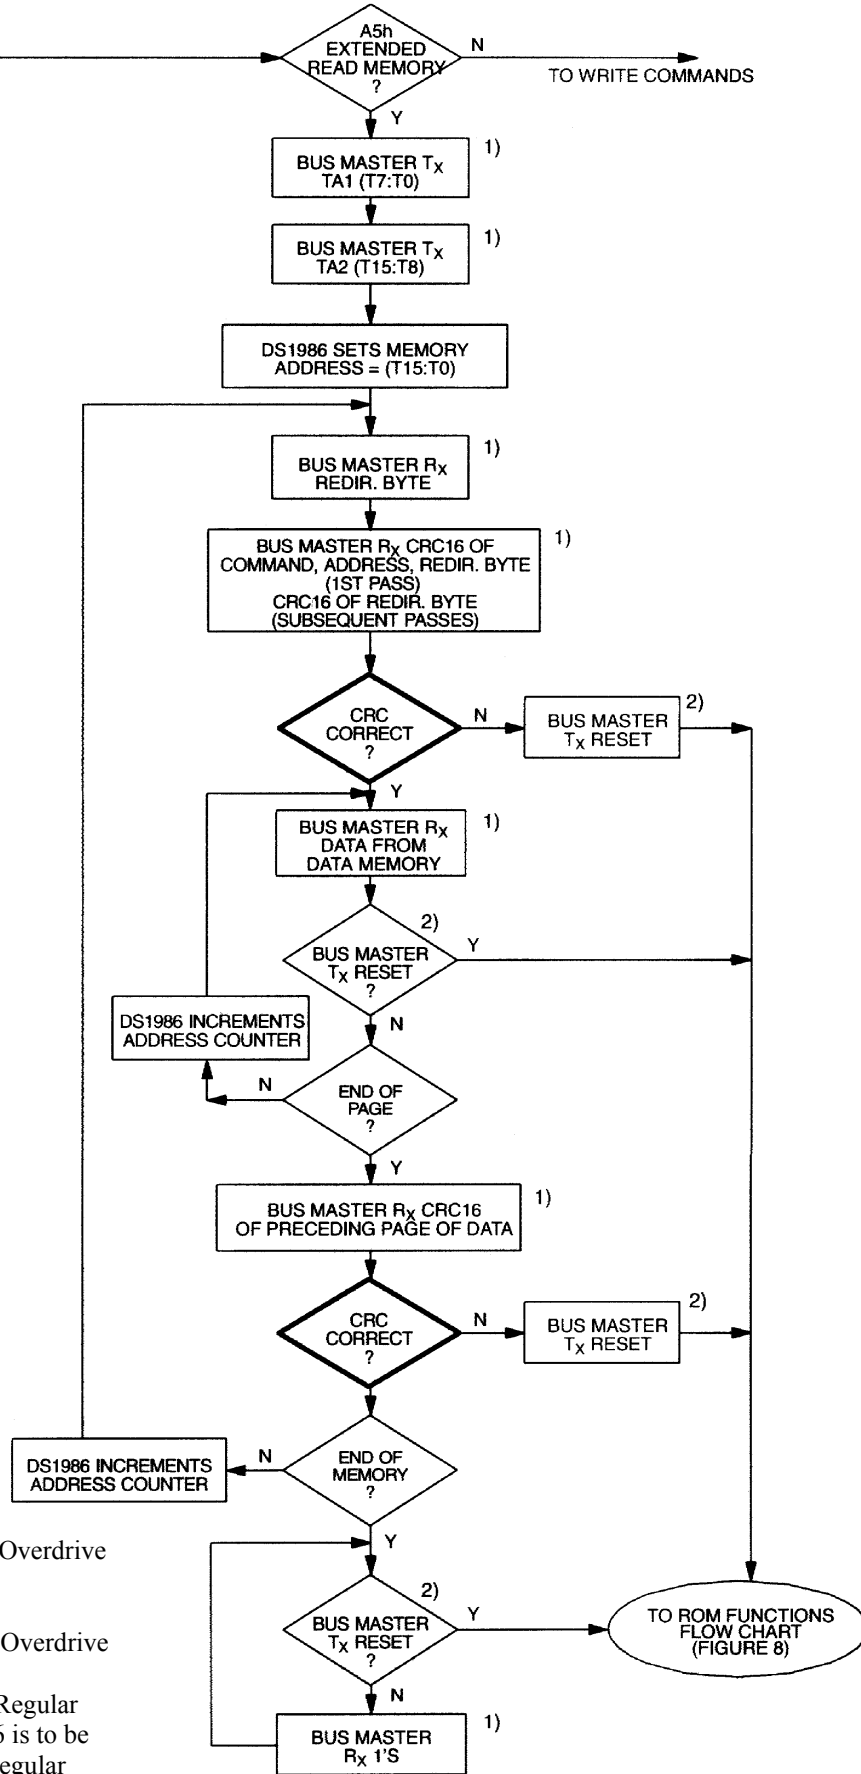 A5h
EXTENDED
READ MEMORY
?
N
TO WRITE COMMANDS
Y
BUS MASTER TX
TA1 (T7:T0)
1)
BUS MASTER TX
TA2 (T15:T8)
1)
DS1986 SETS MEMORY
ADDRESS = (T15:T0)
BUS MASTER RX
REDIR. BYTE
1)
BUS MASTER RX CRC16 OF
COMMAND, ADDRESS, REDIR. BYTE
(1ST PASS)
CRC16 OF REDIR. BYTE
(SUBSEQUENT PASSES)
1)
CRC
CORRECT
?
N
BUS MASTER
TX RESET
2)
Y
BUS MASTER RX
DATA FROM
DATA MEMORY
1)
BUS MASTER
TX RESET
?
2)
Y
N
DS1986 INCREMENTS
ADDRESS COUNTER
END OF
PAGE
?
N
Y
BUS MASTER RX CRC16
OF PRECEDING PAGE OF DATA
1)
CRC
CORRECT
?
N
BUS MASTER
TX RESET
2)
END OF
MEMORY
?
N
DS1986 INCREMENTS
ADDRESS COUNTER
Y
Overdrive
BUS MASTER
TX RESET
?
2)
Y
TO ROM FUNCTIONS
FLOW CHART
(FIGURE 8)
Overdrive
N
Regular
6 is to be
egular
BUS MASTER
RX 1'S
1)